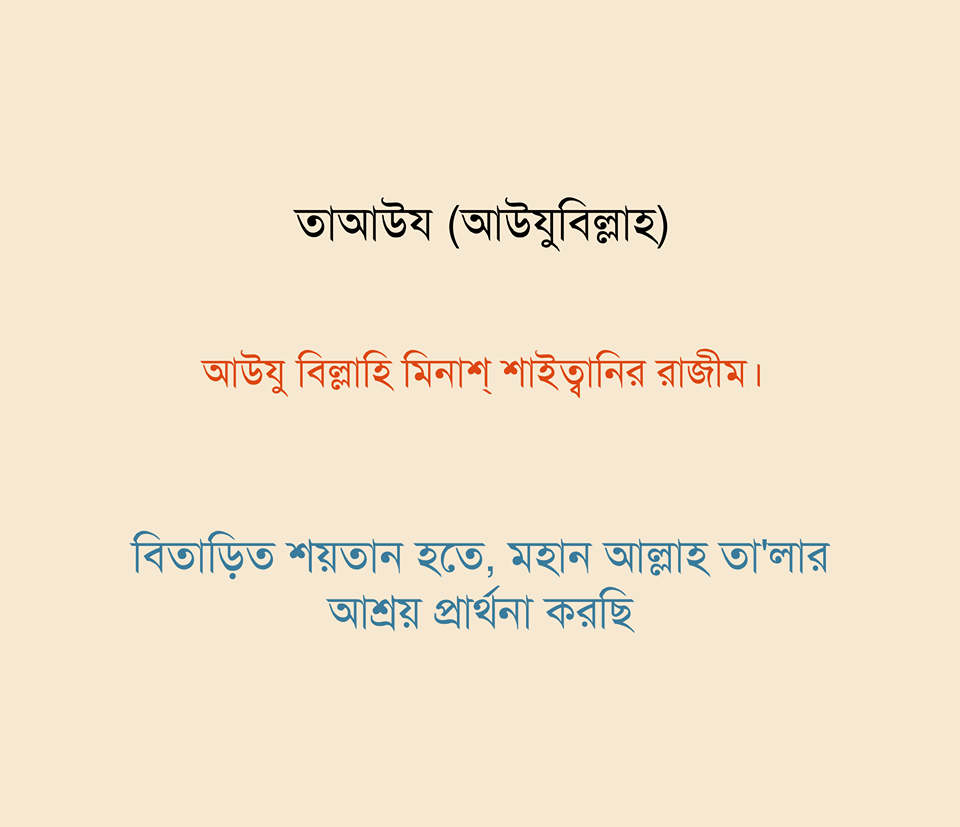 তাআউয (আউযুবিল্লাহ)
আউযু বিল্লাহি মিনাশ্ শাইত্বানির রাজীম।
বিতাড়িত শয়তান হতে, মহান আল্লাহ তা'লার
আশ্রয় প্রার্থনা করছি